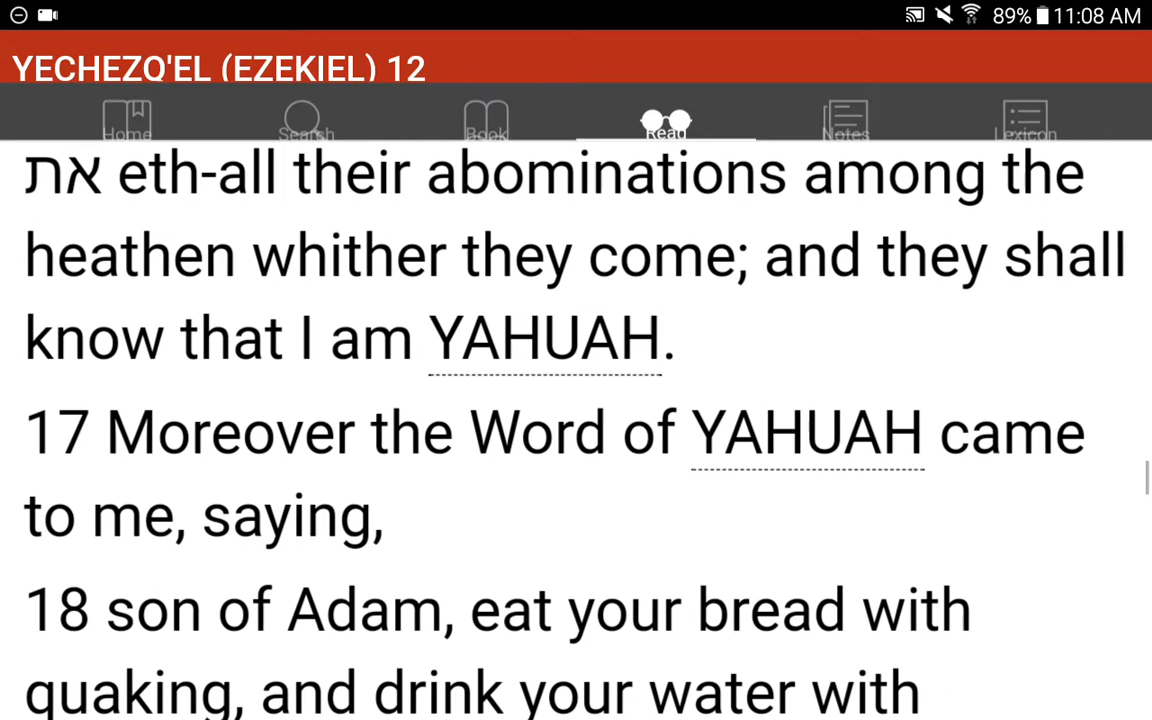 89% 11:08 AM
YECHEZQ'EL (EZEKIEL) 12
Home Search Book Read Notes Lexicon
את eth-all their abominations among the
heathen whither they come; and they shall
know that I am YAHUAH.
17 Moreover the Word of YAHUAH came
to me, saying,
18 son of Adam, eat your bread with
quaking, and drink your water with